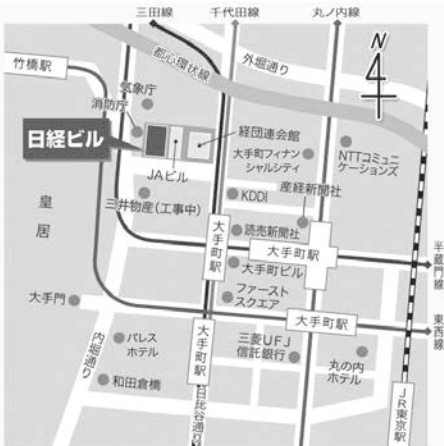 三田線
千代田線
丸ノ内線
竹橋駅
都心環状線
外堀通り
N
気象庁
消防庁
日経ビル
JAビル
経団連会館
大手町フィナン
シャルシティ
NTTコミュニ
ケーションズ
KDDI
産経新聞社
三井物産(工事中)
皇居
読売新聞社
大手町駅
大手町駅
大手町ビル
半蔵門線
ファースト
スクエア
大手門
大手町駅
東西線
内堀通り
パレス
ホテル
大手町駅
三菱UFJ
信託銀行
丸の内
ホテル
和田倉橋
日比谷通り
JR東京駅